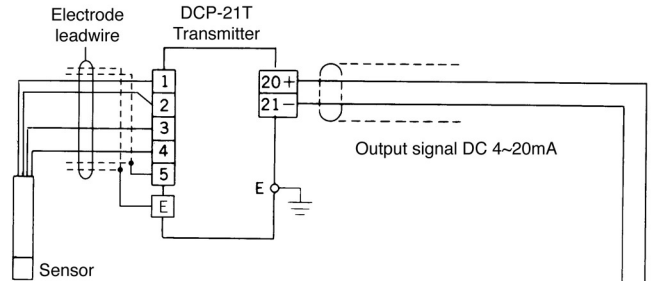 Electrode
leadwire
DCP-21T
Transmitter
1
2
3
4
5
E
20+
21−
E
Output signal DC 4~20mA
Sensor